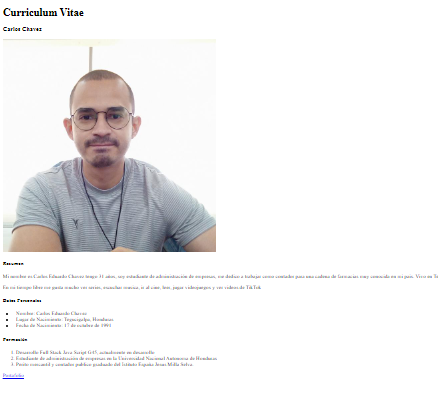 Curriculum Vitae
Carlos Chavez
Resumen
Mi nombre es Carlos Eduardo Chavez tengo 31 años, soy estudiante de administración de empresas, me dedico a trabajar como contador para una cadena de farmacias muy conocida en mi pais. Vivo en Te
En mi tiempo libre me gusta mucho ver series, escuchar musica, ir al cine, leer, jugar videojuegos y ver videos de TikTok
Datos Personales
Nombre: Carlos Eduardo Chavez
Lugar de Nacimiento: Tegucigalpa, Honduras
Fecha de Nacimiento: 17 de octubre de 1991
Formación
1. Desarrollo Full Stack Java Script G45, actualmente en desarrollo
2. Estudiante de administración de empresas en la Universidad Nacional Autonoma de Honduras
3. Perito mercantil y contador publico graduado del Istituto España Jesus Milla Selva
Portafolio